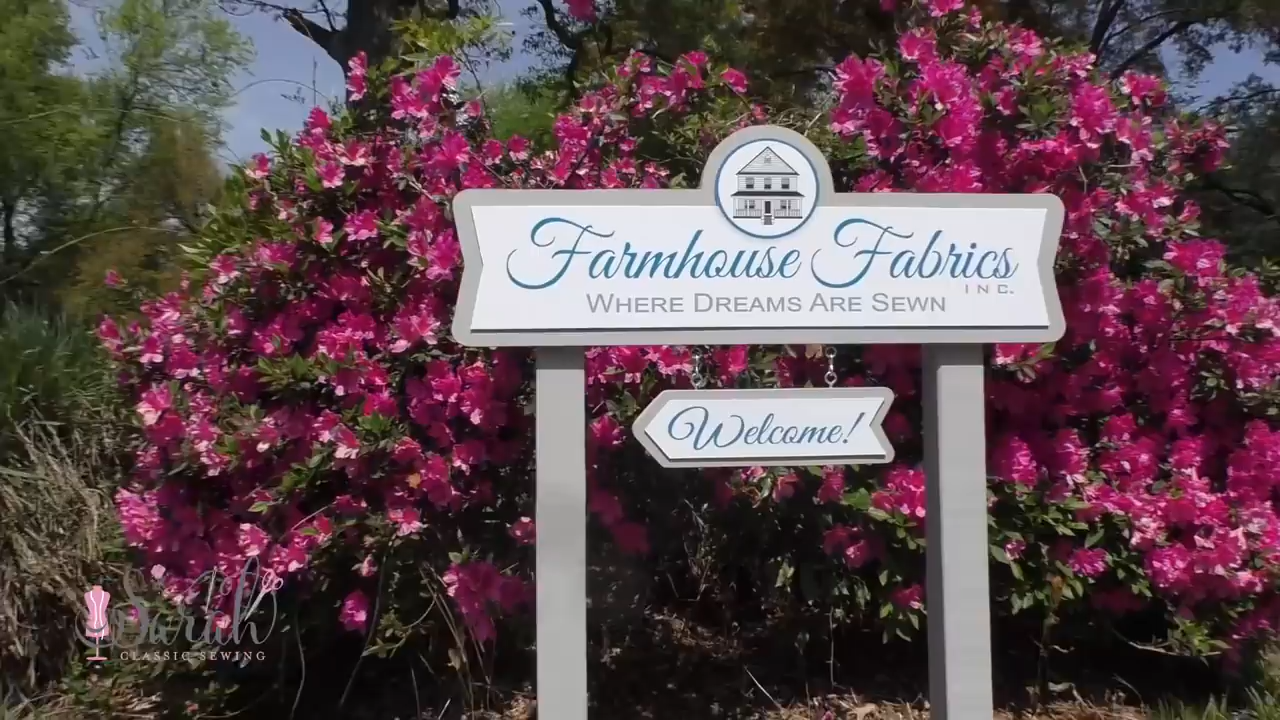 Farmhouse Fabrics
INC.
WHERE DREAMS ARE SEWN
Welcome!
Sarah
CLASSIC SEWING